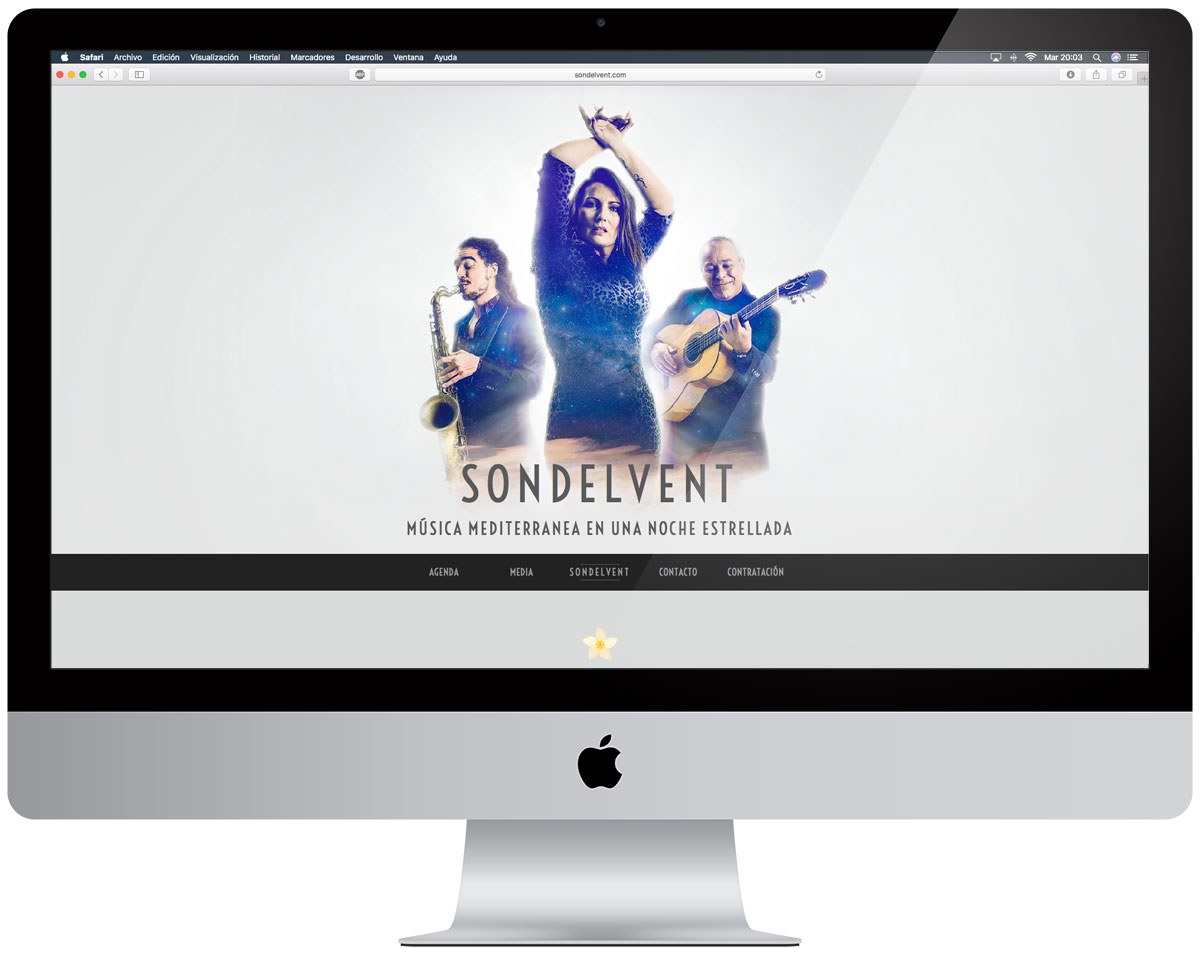 Safari Archivo Edición Visualización Historial Marcadores Desarrollo Ventana Ayuda Mar 20:03
ABP
sondelvent.com
SONDELVENT
MÚSICA MEDITERRANEA EN UNA NOCHE ESTRELLADA
AGENDA MEDIA SONDELVENT CONTACTO CONTRATACIÓN